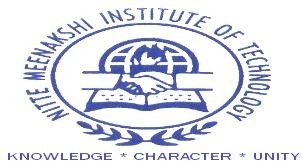 NITTE MEENAKSHI INSTITUTE OF TECHNOLOGY
KNOWLEDGE * CHARACTER * UNITY